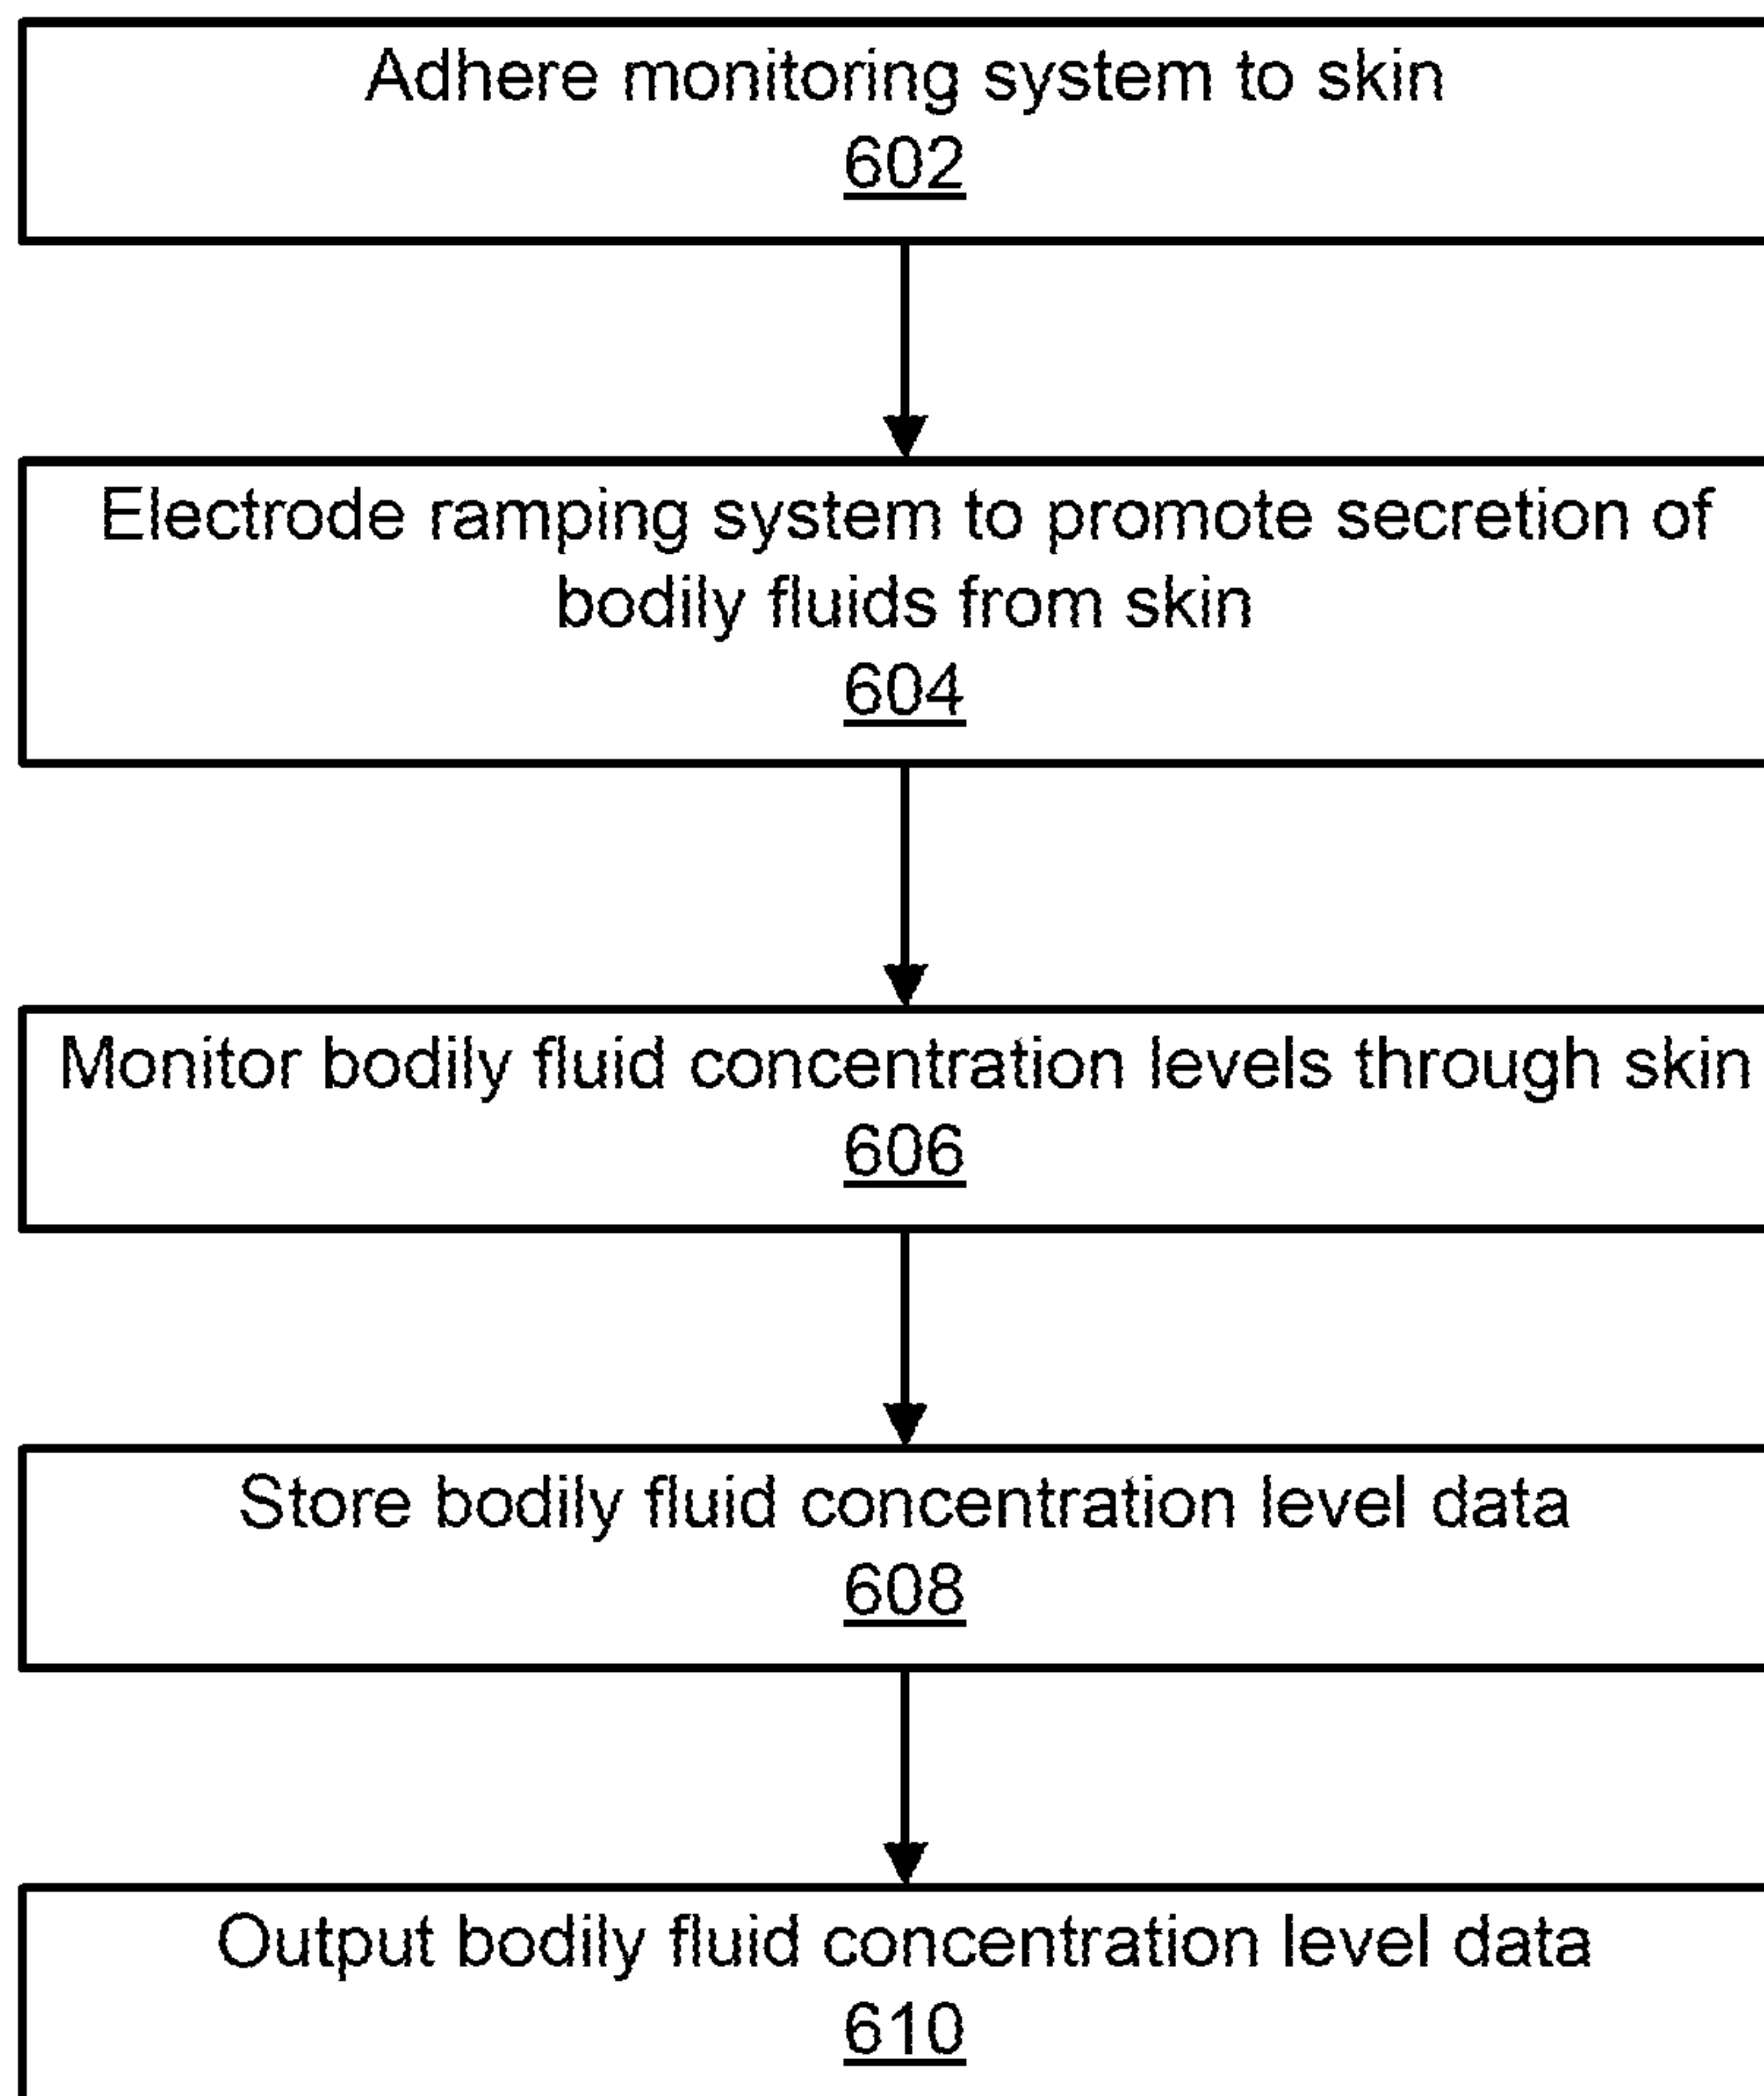 Adhere monitoring system to skin
602
Electrode ramping system to promote secretion of
bodily fluids from skin
604
Monitor bodily fluid concentration levels through skin
606
Store bodily fluid concentration level data
608
Output bodily fluid concentration level data
610